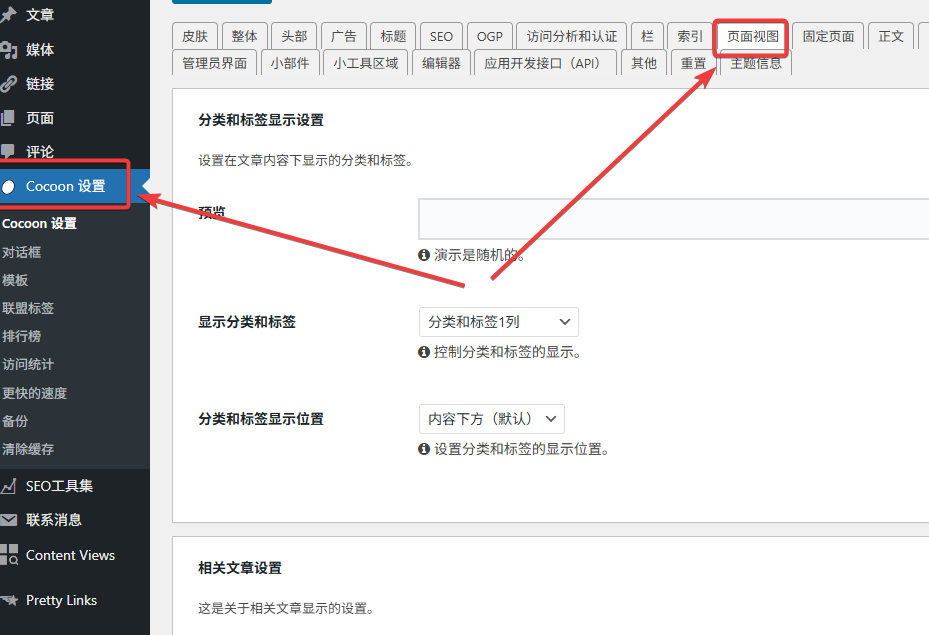 文章
媒体
链接
页面
评论
Cocoon 设置
Cocoon 设置
对话框
模板
联盟标签
排行榜
访问统计
更快的速度
备份
清除缓存
SEO工具集
联系消息
Content Views
Pretty Links
皮肤 整体 头部 广告 标题 SEO OGP 访问分析和认证 栏 索引 页面视图 固定页面 正文
管理员界面 小部件 小工具区域 编辑器 应用开发接口（API） 其他 重置 主题信息
分类和标签显示设置
设置在文章内容下显示的分类和标签。
预览
演示是随机的。
显示分类和标签 分类和标签1列
控制分类和标签的显示。
分类和标签显示位置 内容下方（默认）
设置分类和标签的显示位置。
相关文章设置
这是关于相关文章显示的设置。